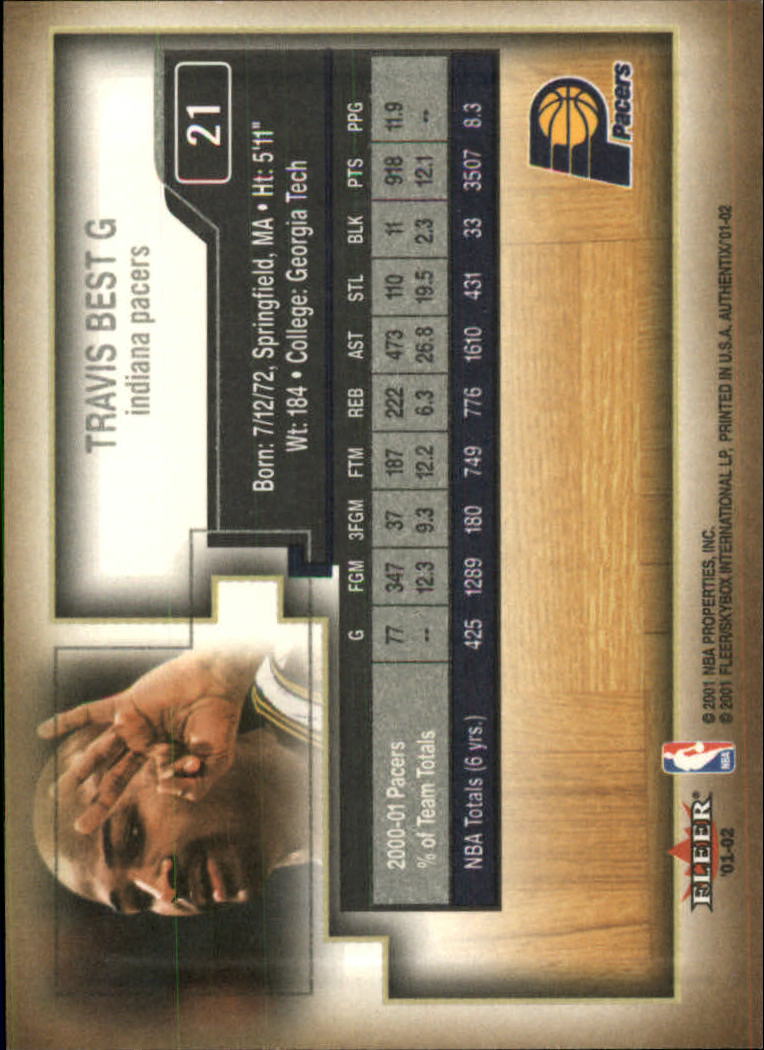 TRAVIS BEST G
indiana pacers
21
Born: 7/12/72, Springfield, MA • Ht: 5'11"
Wt: 184 • College: Georgia Tech
G FGM 3FGM FTM REB AST STL BLK PTS PPG
2000-01 Pacers 77 347 37 187 222 473 110 11 918 11.9
% of Team Totals -- 12.3 9.3 12.2 6.3 26.8 19.5 2.3 12.1 --
NBA Totals (6 yrs.) 425 1289 180 749 776 1610 431 33 3507 8.3
Pacers
FLEER®
'01-02
NBA
© 2001 NBA PROPERTIES, INC.
© 2001 FLEER/SKYBOX INTERNATIONAL LP, PRINTED IN U.S.A. AUTHENTIX/'01-02